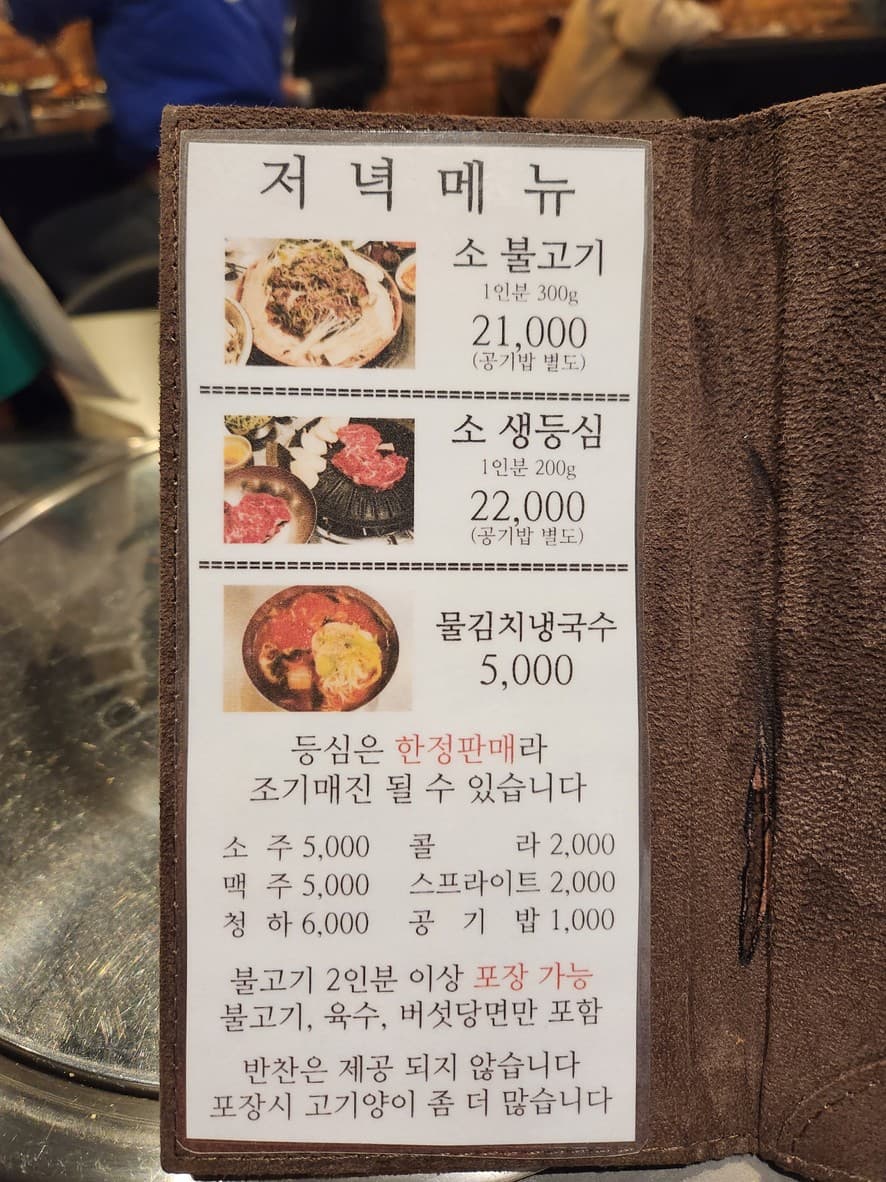 저녁메뉴
소 불고기
1인분 300g
21,000
(공기밥 별도)
소 생등심
1인분 200g
22,000
(공기밥 별도)
물김치냉국수
5,000
등심은 한정판매라
조기매진 될 수 있습니다
소 주 5,000 콜 라 2,000
맥 주 5,000 스프라이트 2,000
청 하 6,000 공 기 밥 1,000
불고기 2인분 이상 포장 가능
불고기, 육수, 버섯당면만 포함
반찬은 제공 되지 않습니다
포장시 고기양이 좀 더 많습니다